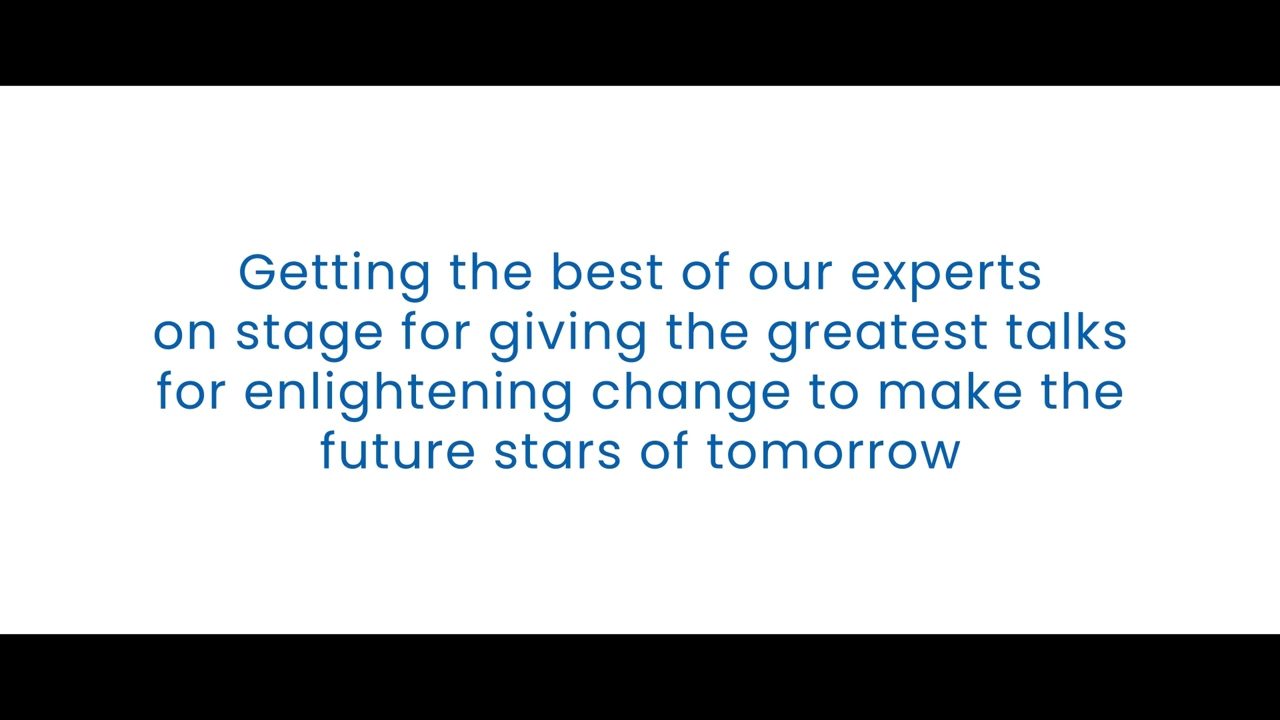 Getting the best of our experts
on stage for giving the greatest talks
for enlightening change to make the
future stars of tomorrow